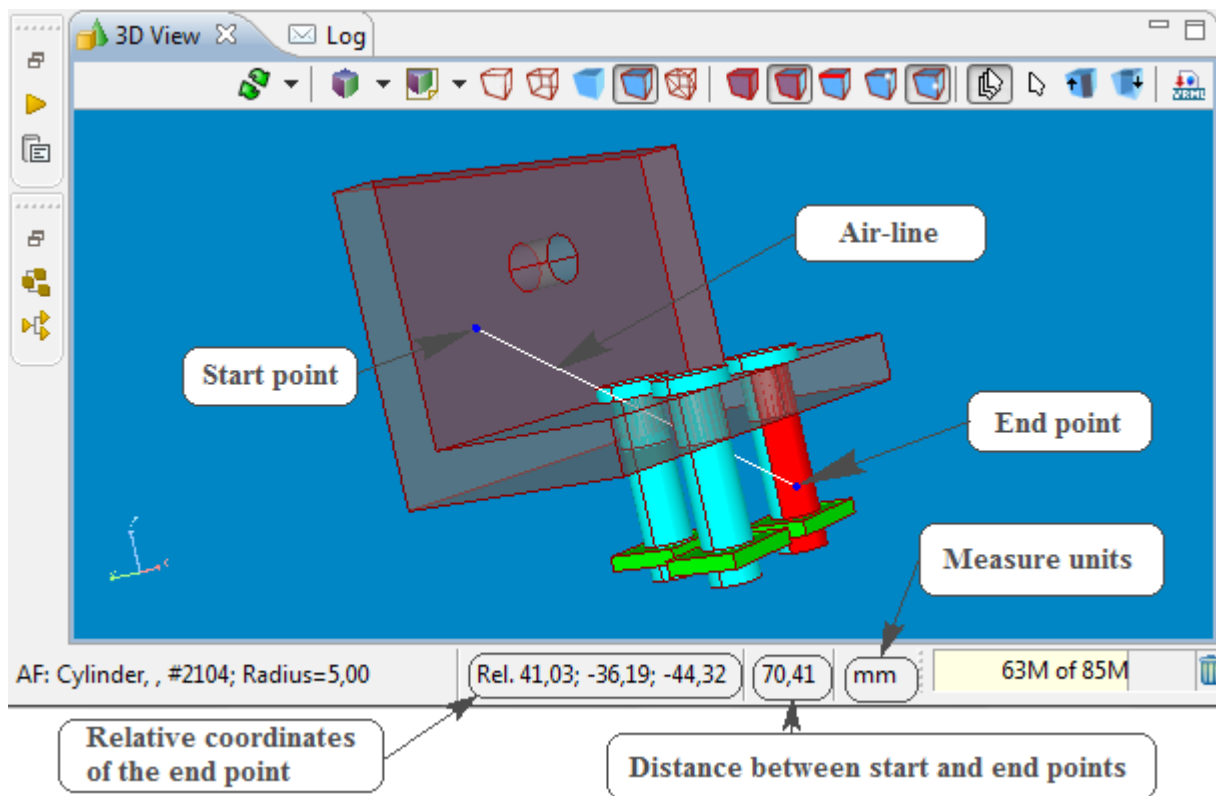 3D View
Log
VRML
Air-line
Start point
End point
Measure units
AF: Cylinder, , #2104; Radius=5,00
Rel. 41,03; -36,19; -44,32
70,41
mm
63M of 85M
Relative coordinates
of the end point
Distance between start and end points